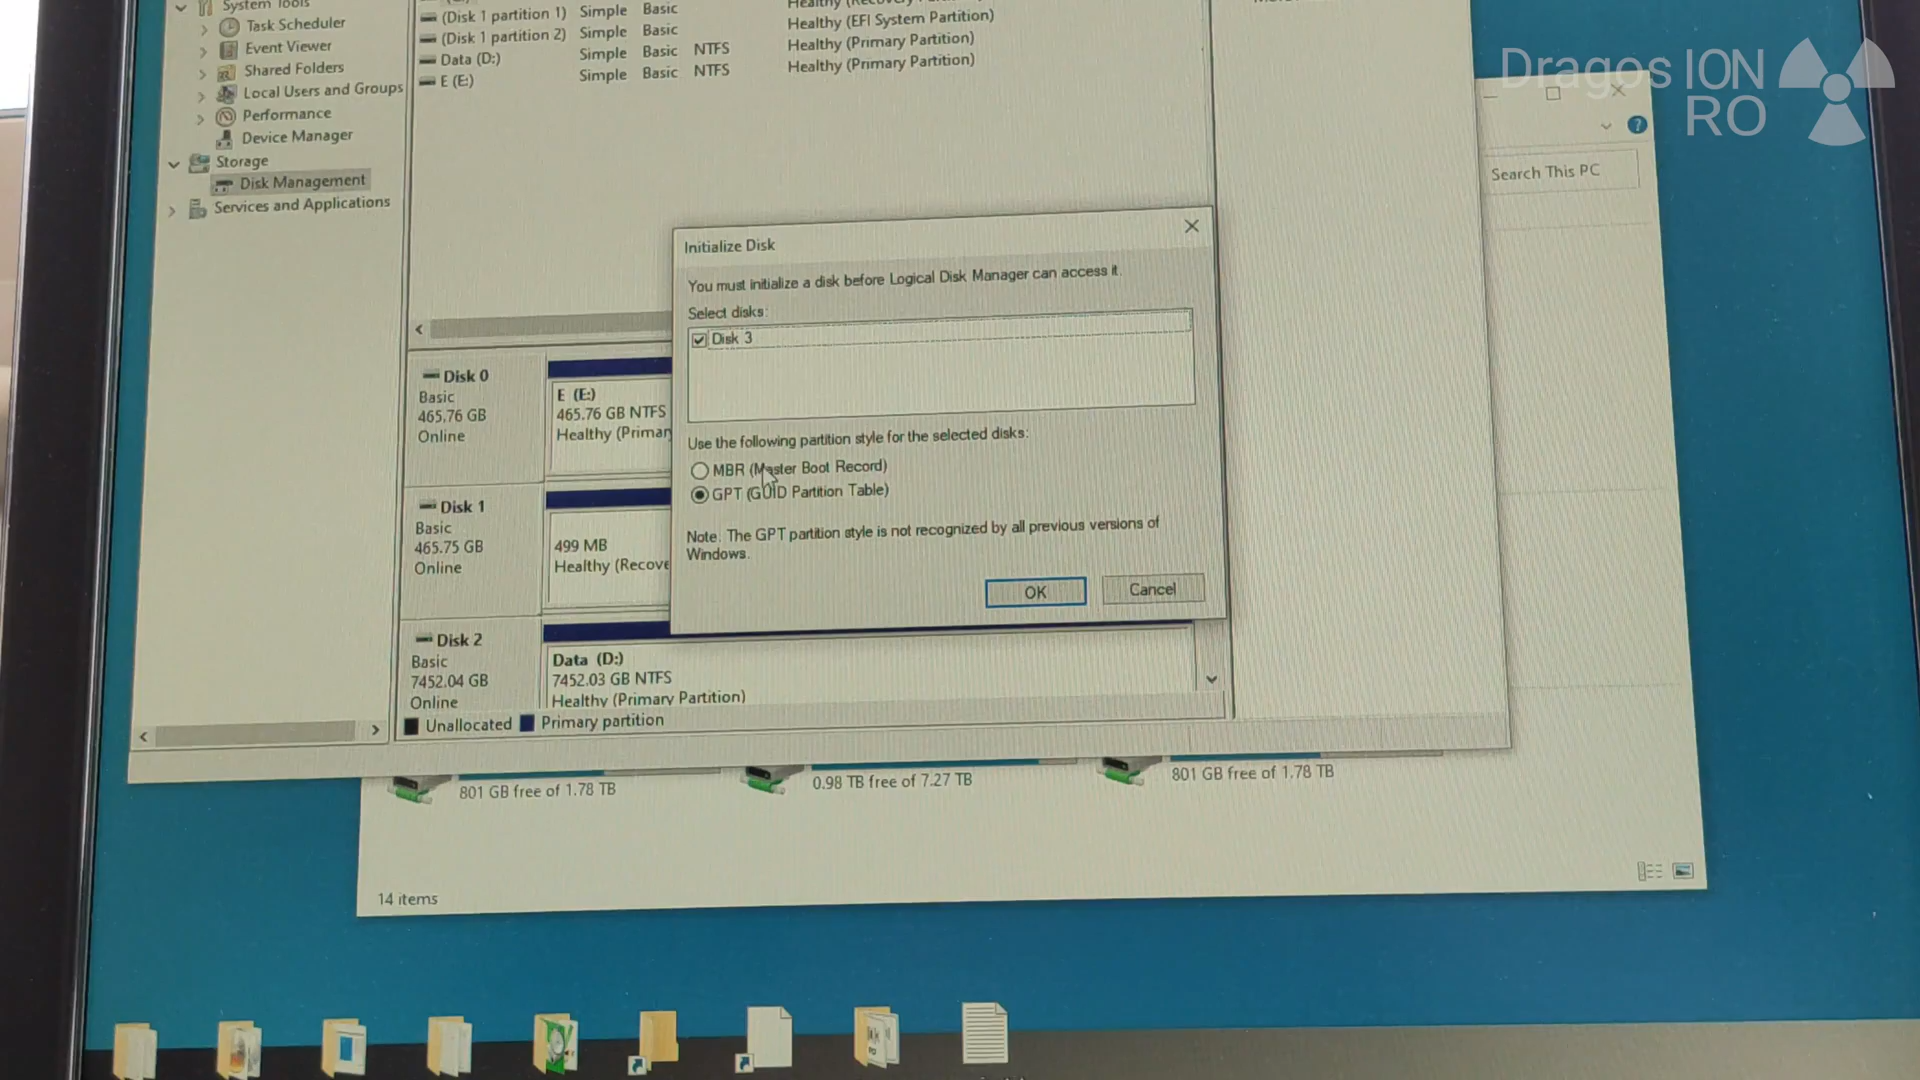 System Tools
Task Scheduler
Event Viewer
Shared Folders
Local Users and Groups
Performance
Device Manager
Storage
Disk Management
Services and Applications
(Disk 1 partition 1) Simple Basic Healthy (EFI System Partition)
(Disk 1 partition 2) Simple Basic Healthy (Primary Partition)
Data (D:) Simple Basic NTFS Healthy (Primary Partition)
E (E:) Simple Basic NTFS
Dragos ION
RO
Search This PC
Initialize Disk
You must initialize a disk before Logical Disk Manager can access it.
Select disks:
Disk 3
Use the following partition style for the selected disks:
MBR (Master Boot Record)
GPT (GUID Partition Table)
Note: The GPT partition style is not recognized by all previous versions of
Windows.
OK
Cancel
Disk 0
Basic
465.76 GB
Online
E (E:)
465.76 GB NTFS
Healthy (Primar
Disk 1
Basic
465.75 GB
Online
499 MB
Healthy (Recove
Disk 2
Basic
7452.04 GB
Online
Data (D:)
7452.03 GB NTFS
Healthy (Primary Partition)
Unallocated
Primary partition
801 GB free of 1.78 TB
0.98 TB free of 7.27 TB
801 GB free of 1.78 TB
14 items